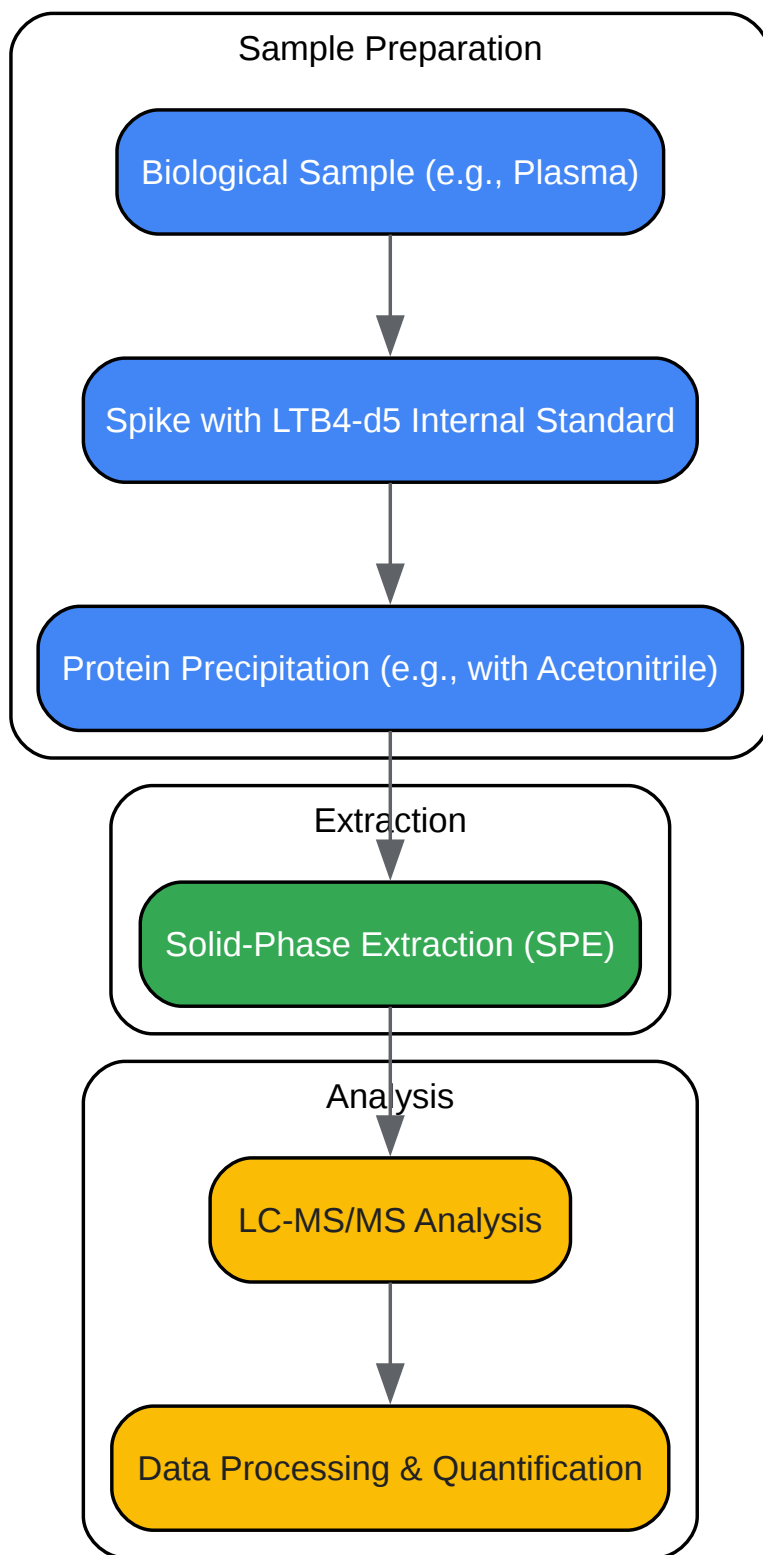 Sample Preparation
Biological Sample (e.g., Plasma)
Spike with LTB4-d5 Internal Standard
Protein Precipitation (e.g., with Acetonitrile)
Extraction
Solid-Phase Extraction (SPE)
Analysis
LC-MS/MS Analysis
Data Processing & Quantification